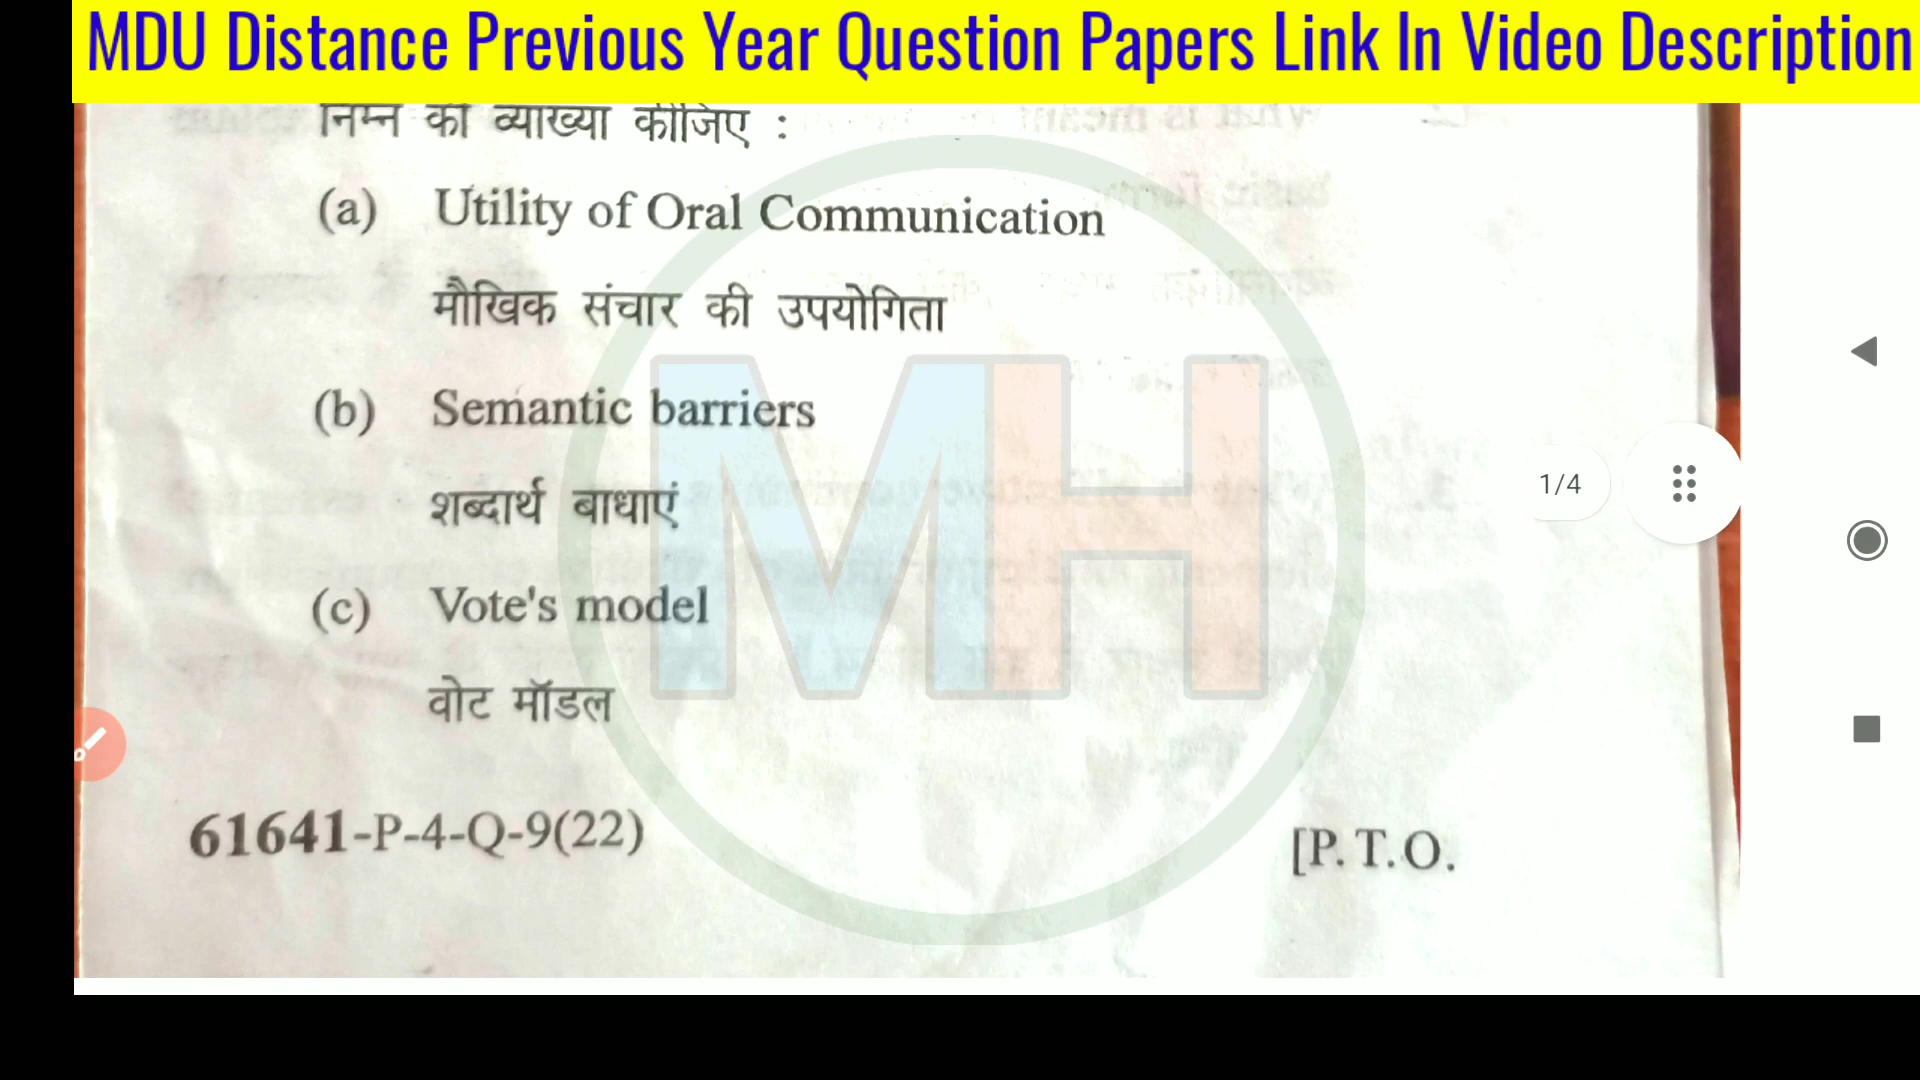 MDU Distance Previous Year Question Papers Link In Video Description
निम्न की व्याख्या कीजिए :
(a) Utility of Oral Communication
मौखिक संचार की उपयोगिता
(b) Semantic barriers
शब्दार्थ बाधाएं
(c) Vote's model
वोट मॉडल
1/4
MH
61641-P-4-Q-9(22)
[P. T. O.